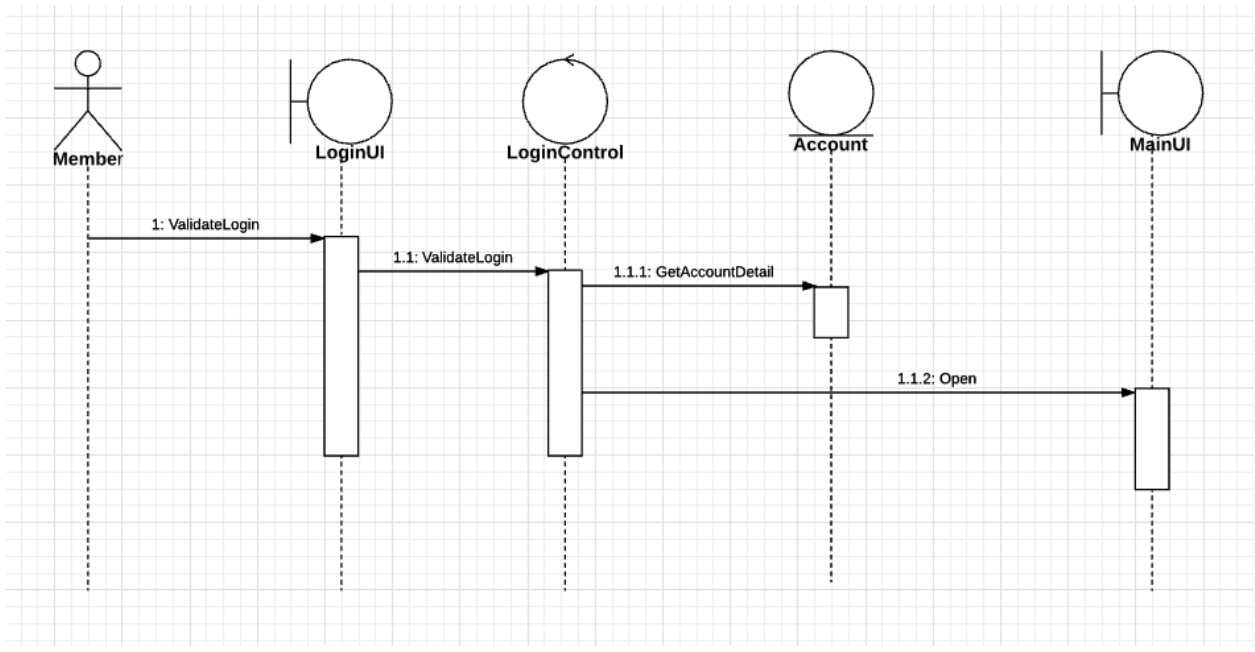 Member
LoginUI
LoginControl
Account
MainUI
1: ValidateLogin
1.1: ValidateLogin
1.1.1: GetAccountDetail
1.1.2: Open